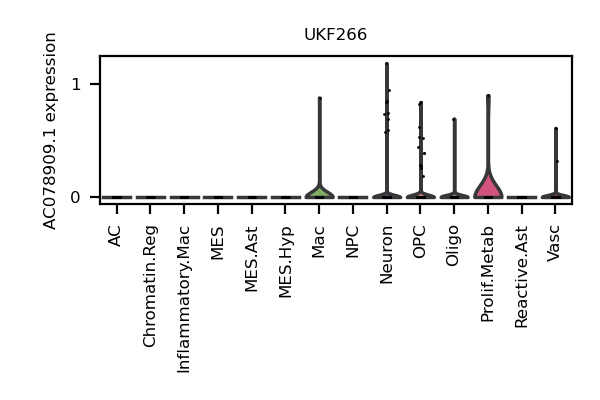 UKF266
AC078909.1 expression
1
0
AC
Chromatin.Reg
Inflammatory.Mac
MES
MES.Ast
MES.Hyp
Mac
NPC
Neuron
OPC
Oligo
Prolif.Metab
Reactive.Ast
Vasc